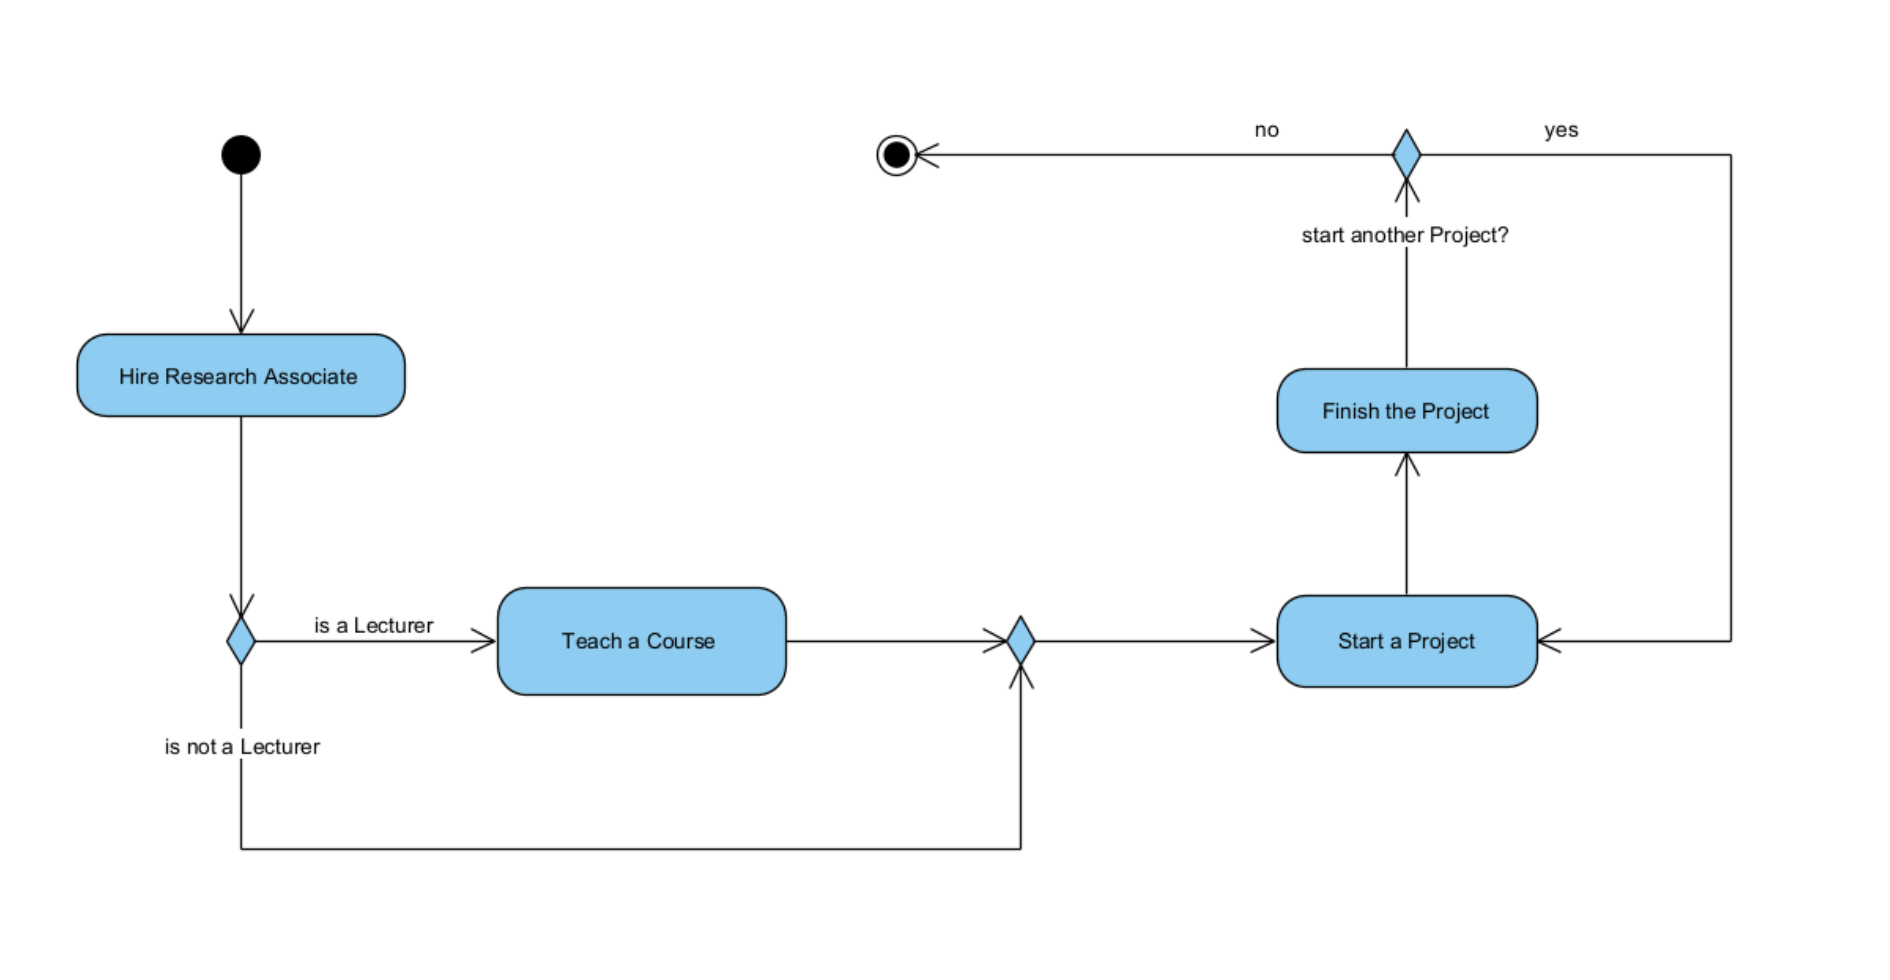 no
yes
start another Project?
Hire Research Associate
Finish the Project
is a Lecturer
Teach a Course
Start a Project
is not a Lecturer